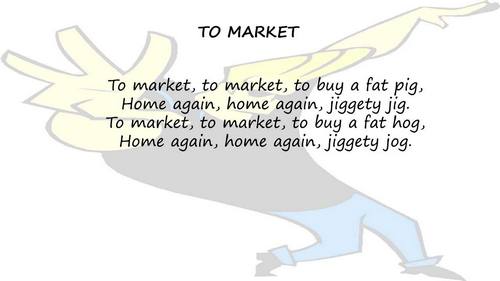 TO MARKET
To market, to market, to buy a fat pig,
Home again, home again, jiggety jig.
To market, to market, to buy a fat hog,
Home again, home again, jiggety jog.